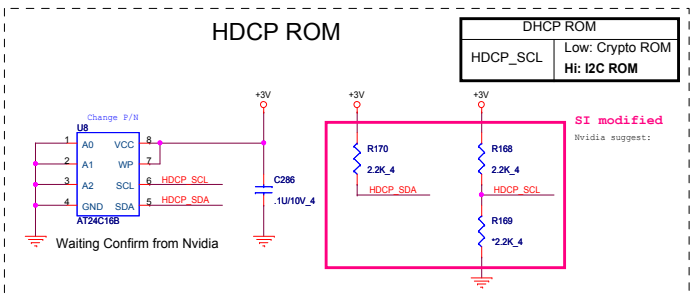 HDCP ROM
DHCP ROM
HDCP_SCL
Low: Crypto ROM
Hi: I2C ROM
Change P/N
U8
1 A0 VCC 8
2 A1 WP 7
3 A2 SCL 6 HDCP_SCL
4 GND SDA 5 HDCP_SDA
AT24C16B
Waiting Confirm from Nvidia
+3V
C286
.1U/10V_4
+3V
R170
2.2K_4
HDCP_SDA
+3V
R168
2.2K_4
HDCP_SCL
R169
*2.2K_4
SI modified
Nvidia suggest: